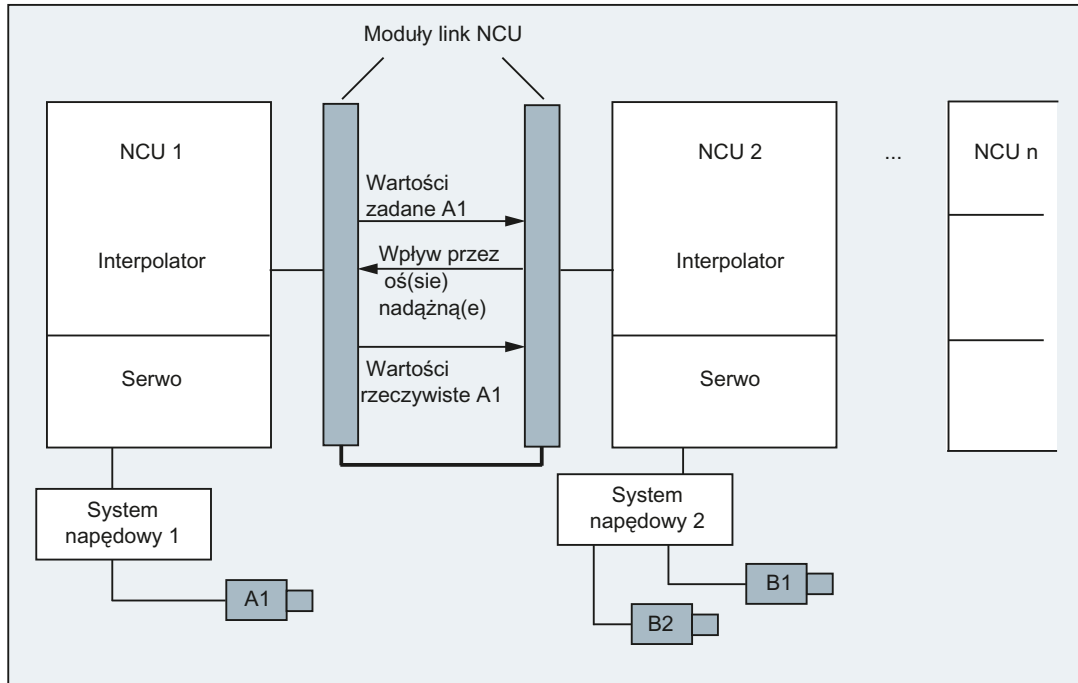 Moduły link NCU
NCU 1
NCU 2
...
NCU n
Wartości
zadane A1
Interpolator
Wpływ przez
oś(sie)
nadążną(e)
Interpolator
Serwo
Wartości
rzeczywiste A1
Serwo
System
napędowy 1
System
napędowy 2
A1
B1
B2